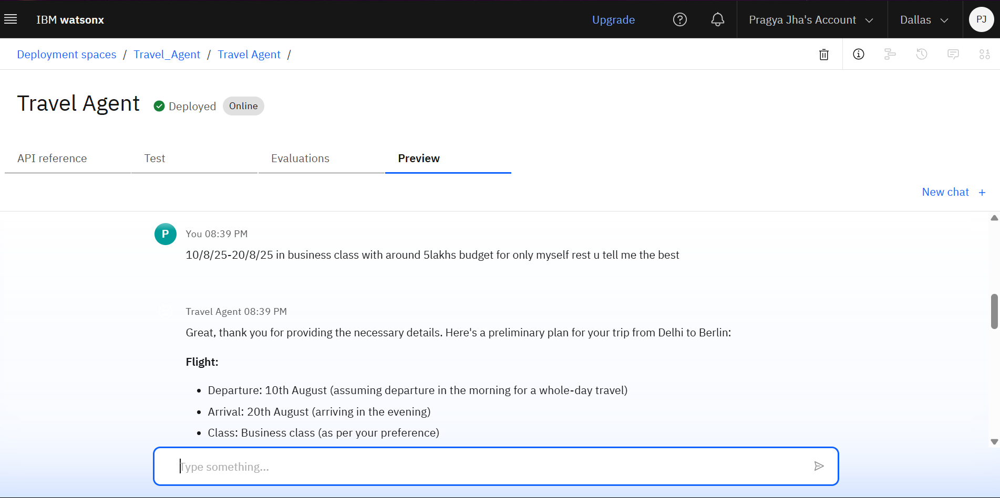 IBM watsonx
Upgrade
Pragya Jha's Account
Dallas
PJ
Deployment spaces / Travel_Agent / Travel Agent /
Travel Agent
Deployed
Online
API reference
Test
Evaluations
Preview
New chat +
P
You 08:39 PM
10/8/25-20/8/25 in business class with around 5lakhs budget for only myself rest u tell me the best
Travel Agent 08:39 PM
Great, thank you for providing the necessary details. Here's a preliminary plan for your trip from Delhi to Berlin:
Flight:
• Departure: 10th August (assuming departure in the morning for a whole-day travel)
• Arrival: 20th August (arriving in the evening)
• Class: Business class (as per your preference)
Type something...